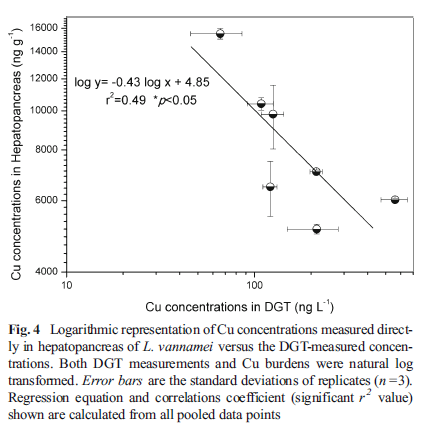 16000
14000
12000
10000
8000
6000
4000
log y= -0.43 log x + 4.85
r²=0.49 *p<0.05
Cu concentrations in Hepatopancreas (ng g⁻¹)
10
100
Cu concentrations in DGT (ng L⁻¹)
Fig. 4 Logarithmic representation of Cu concentrations measured direct-
ly in hepatopancreas of L. vannamei versus the DGT-measured concen-
trations. Both DGT measurements and Cu burdens were natural log
transformed. Error bars are the standard deviations of replicates (n=3).
Regression equation and correlations coefficient (significant r² value)
shown are calculated from all pooled data points